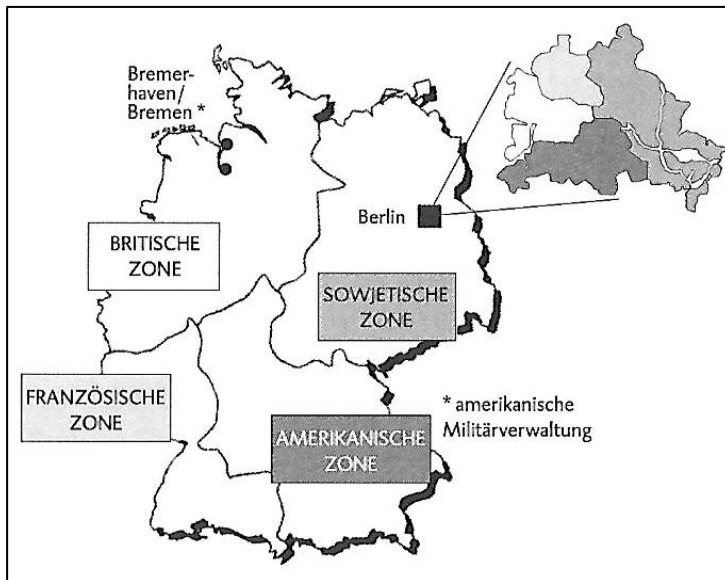 Bremer-
haven/
Bremen *
Berlin
BRITISCHE
ZONE
SOWJETISCHE
ZONE
FRANZÖSISCHE
ZONE
AMERIKANISCHE
ZONE
* amerikanische
Militärverwaltung